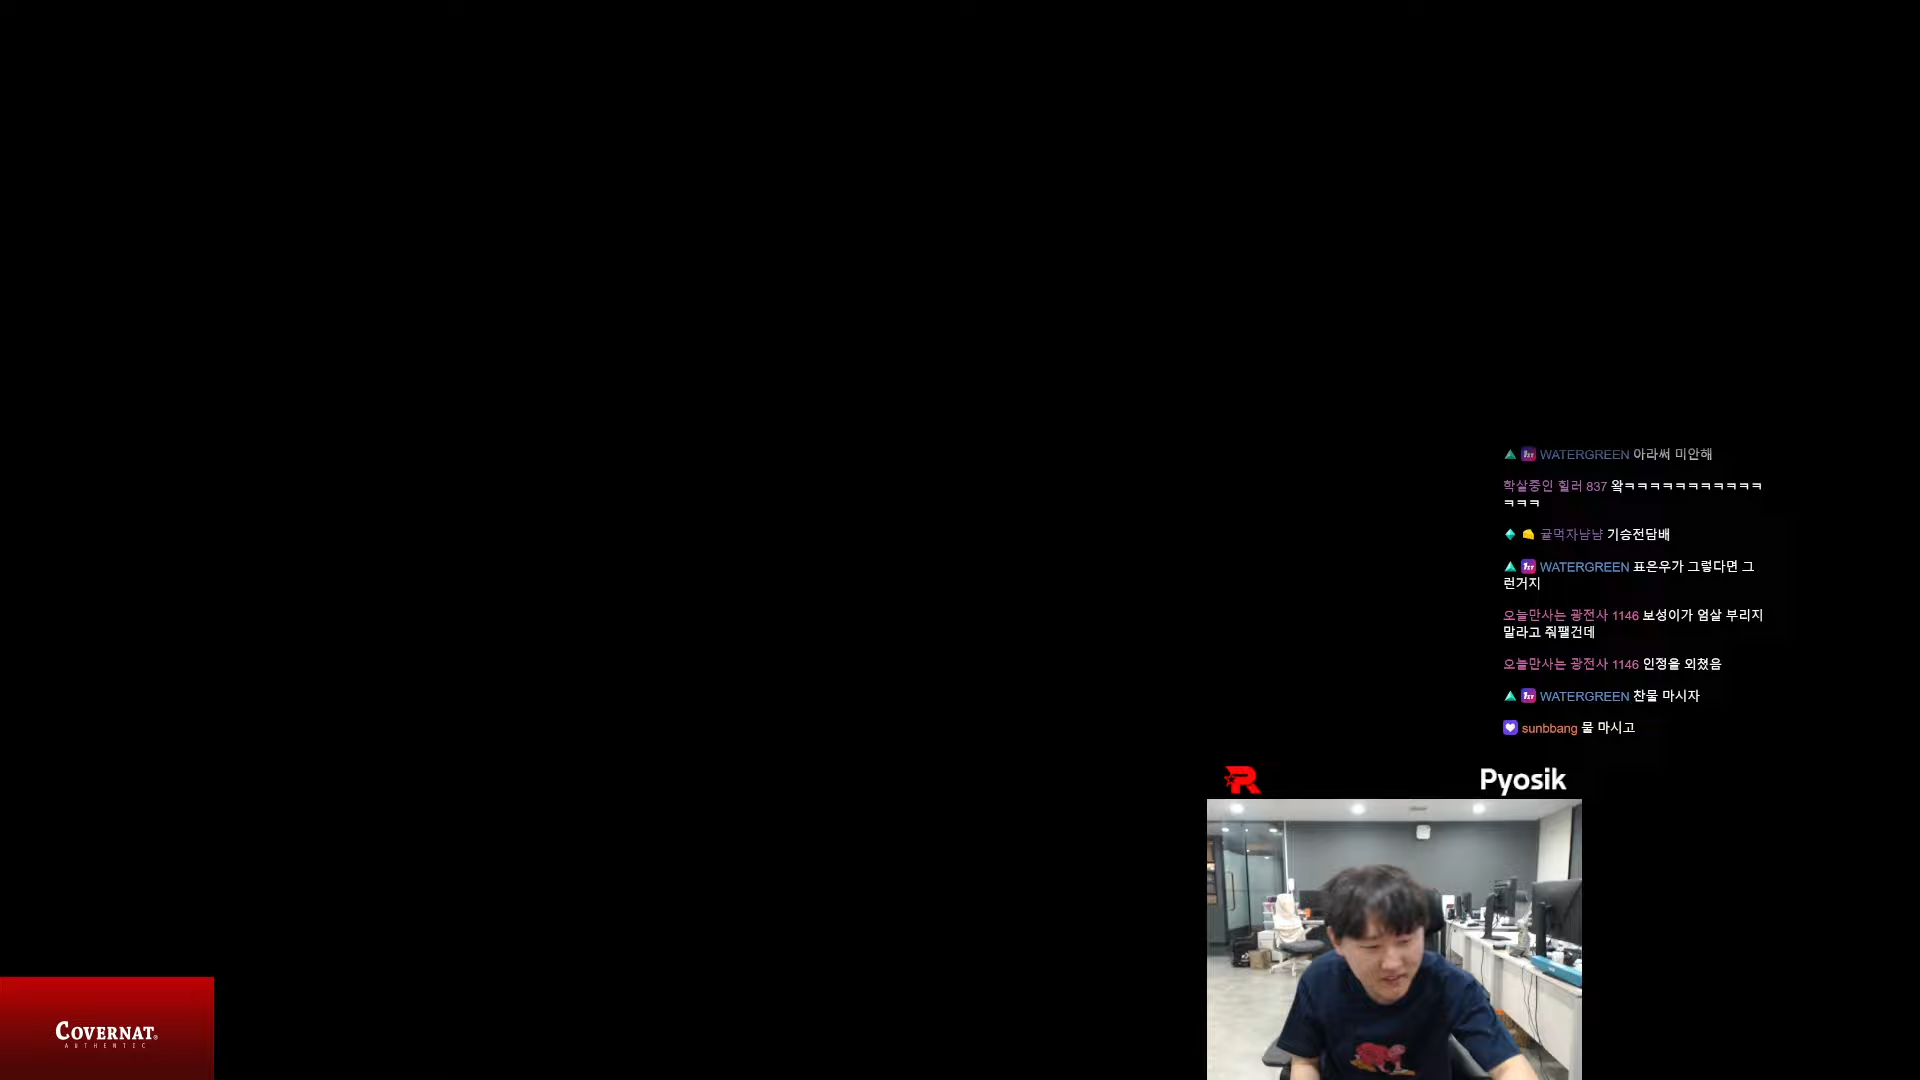 WATERGREEN 아라써 미안해
학살중인 힐러 837 왘ㅋㅋㅋㅋㅋㅋㅋㅋㅋㅋㅋ
ㅋㅋㅋ
귤먹자냠냠 기승전담배
WATERGREEN 표은우가 그렇다면 그
런거지
오늘만사는 광전사 1146 보성이가 엄살 부리지
말라고 줘팰건데
오늘만사는 광전사 1146 인정을 외쳤음
WATERGREEN 찬물 마시자
sunbbang 물 마시고
Pyosik
COVERNAT
AUTHENTIC